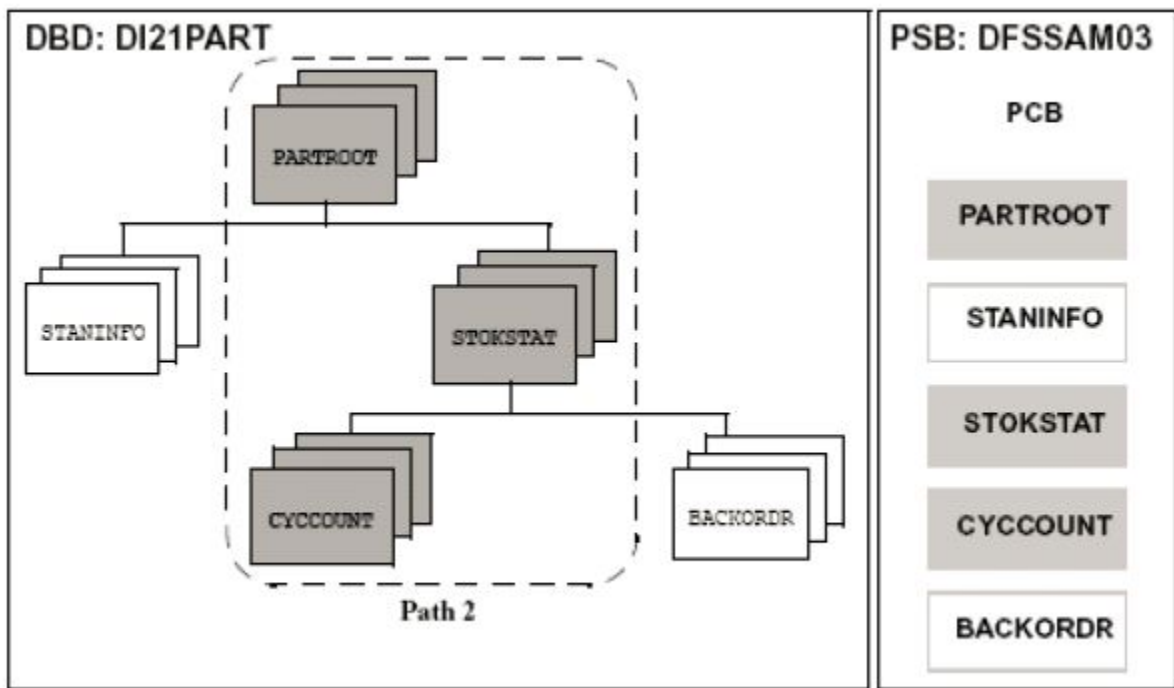 DBD: DI21PART
PARTROOT
STANINFO
STOKSTAT
CYCCOUNT
BACKORDR
Path 2
PSB: DFSSAM03
PCB
PARTROOT
STANINFO
STOKSTAT
CYCCOUNT
BACKORDR